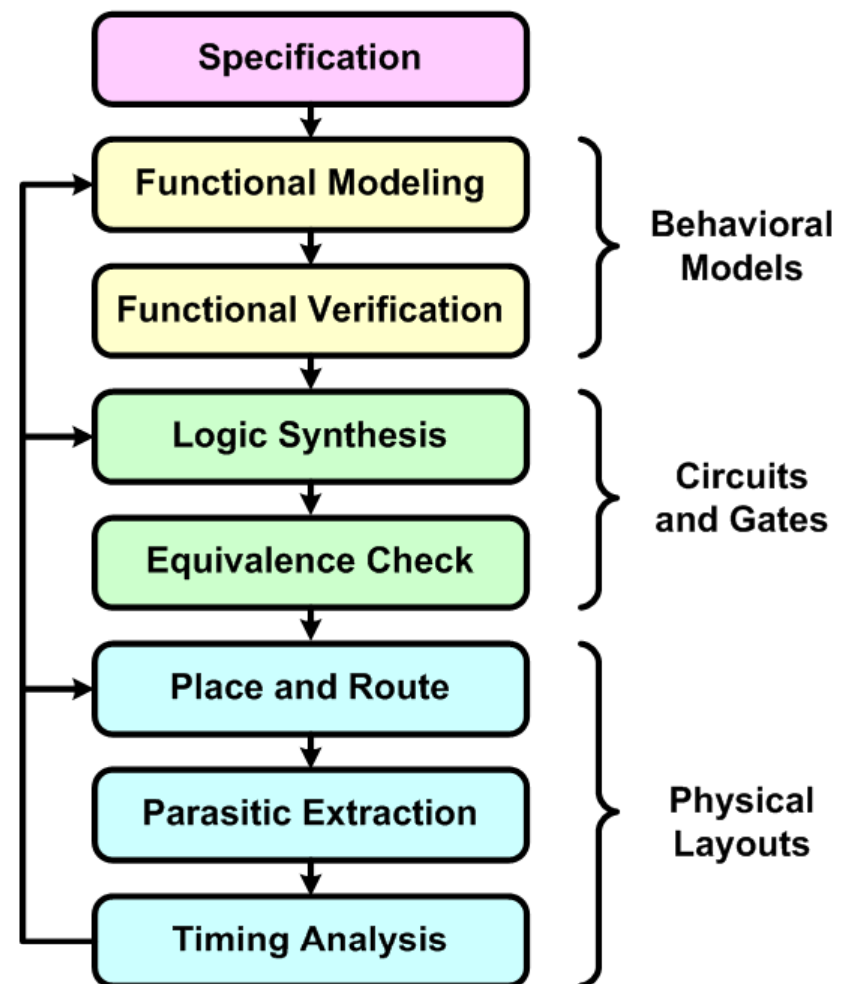 Specification
Functional Modeling
Functional Verification
Behavioral
Models
Logic Synthesis
Equivalence Check
Circuits
and Gates
Place and Route
Parasitic Extraction
Timing Analysis
Physical
Layouts